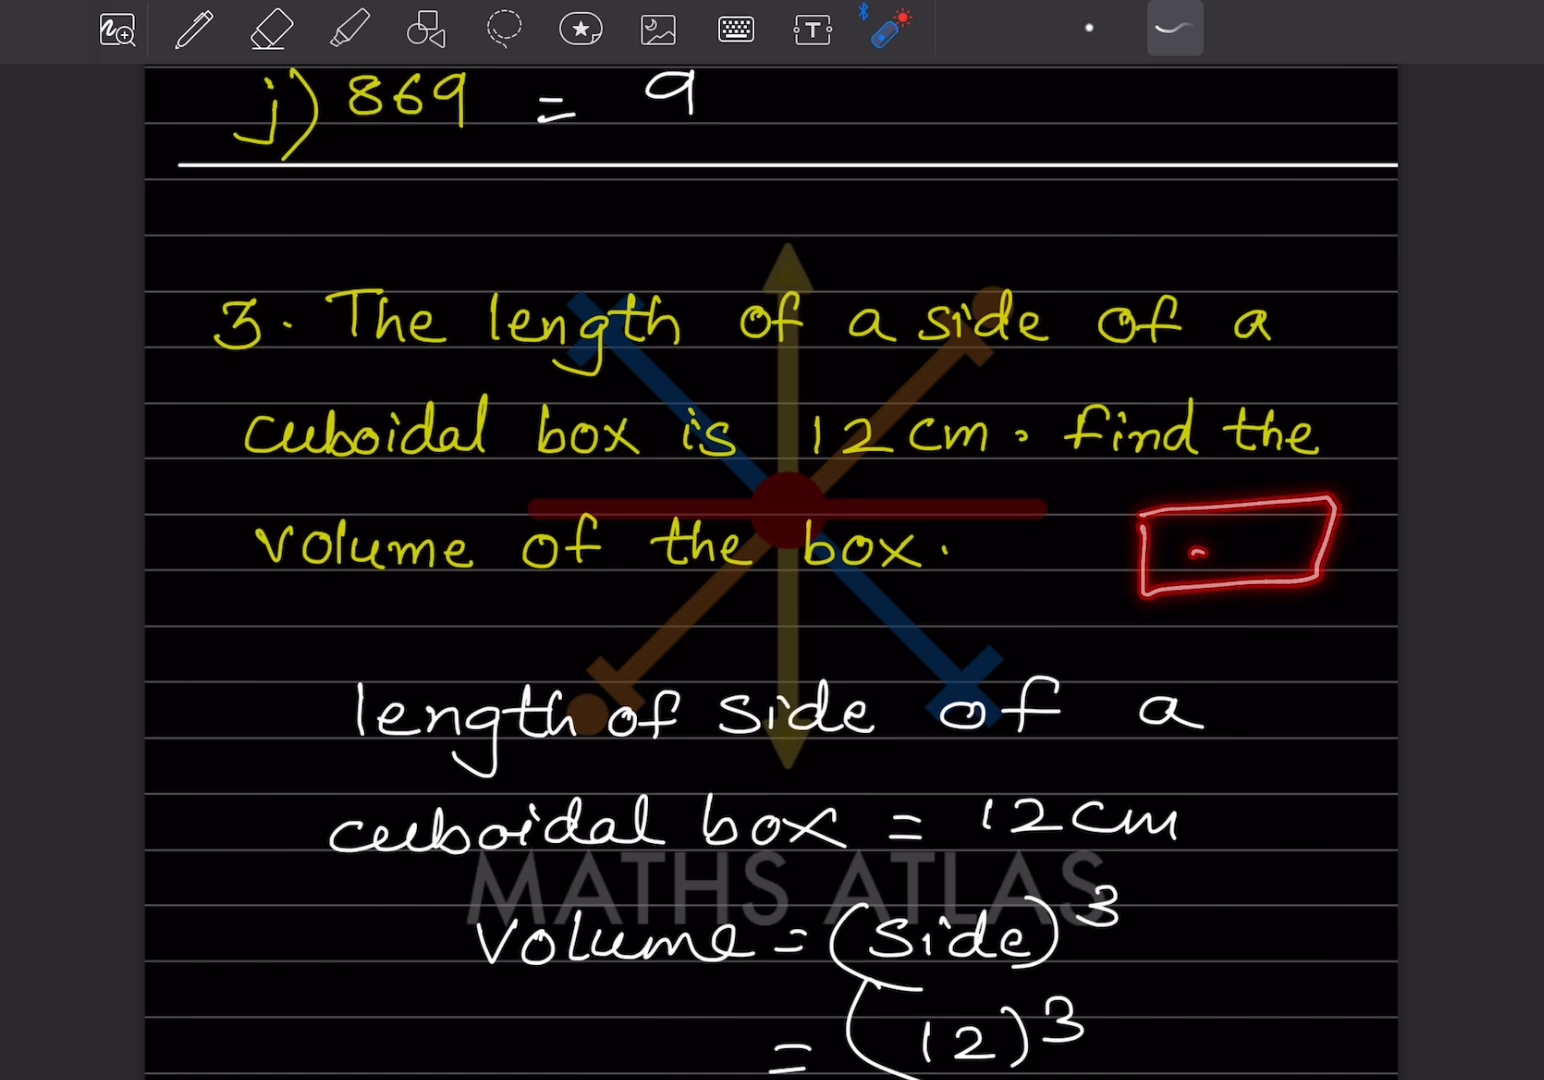 j) 869 = 9
3. The length of a side of a
cuboidal box is 12 cm. find the
volume of the box.
length of side of a
cuboidal box = 12 cm
MATHS ATLAS
Volume = (side)³
= (12)³